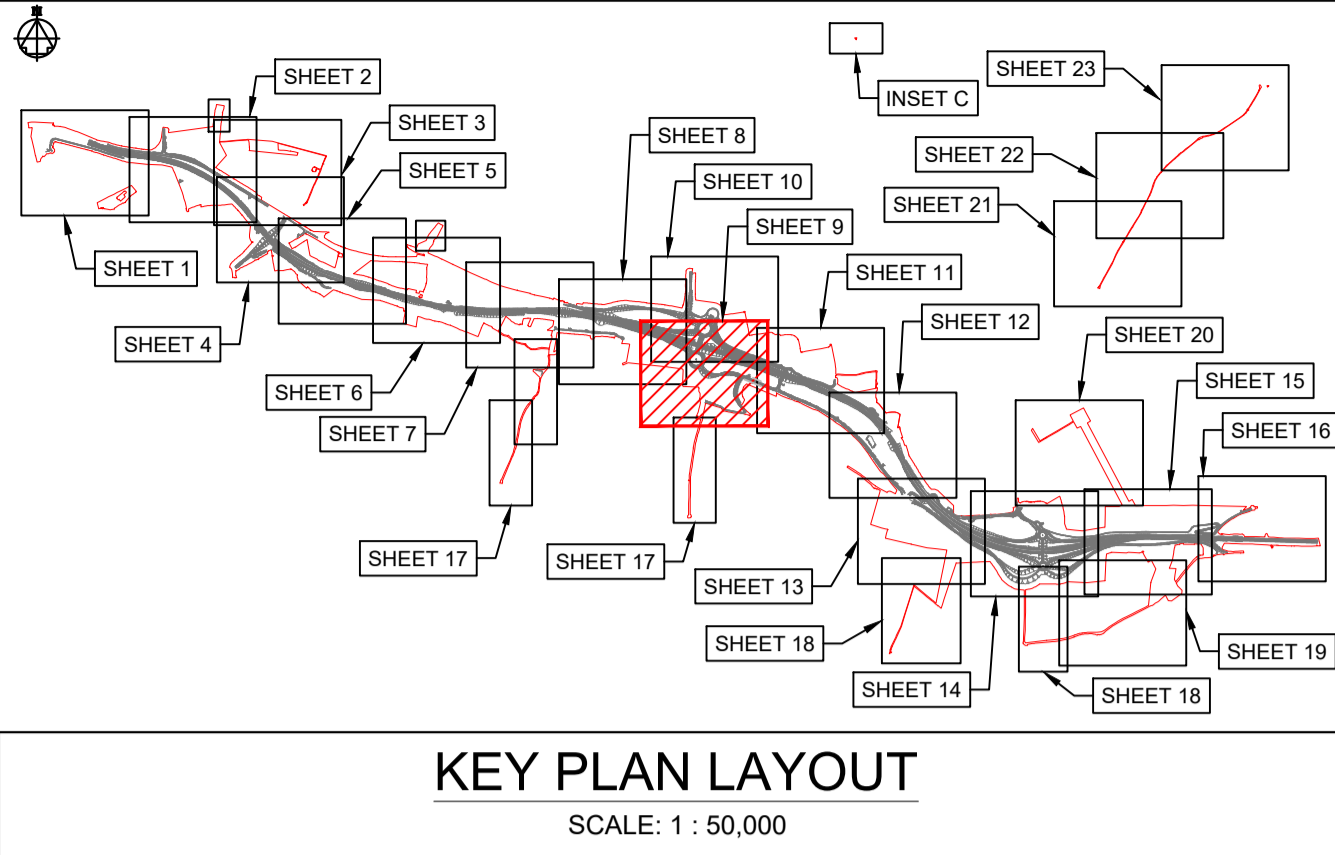 INSET C
SHEET 23
SHEET 2
SHEET 3
SHEET 8
SHEET 22
SHEET 5
SHEET 10
SHEET 21
SHEET 9
SHEET 1
SHEET 11
SHEET 12
SHEET 20
SHEET 4
SHEET 15
SHEET 6
SHEET 7
SHEET 16
SHEET 17
SHEET 17
SHEET 13
SHEET 18
SHEET 19
SHEET 14
SHEET 18
KEY PLAN LAYOUT
SCALE: 1 : 50,000